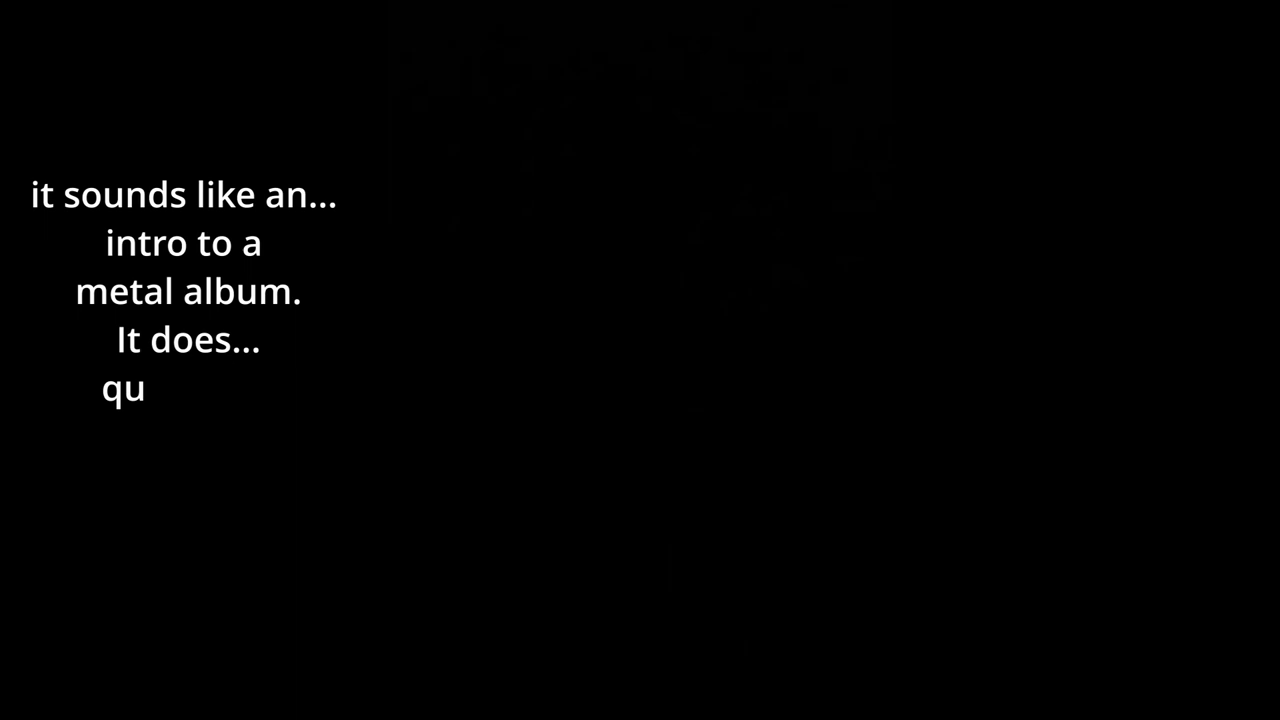 it sounds like an...
intro to a
metal album.
It does...
qu